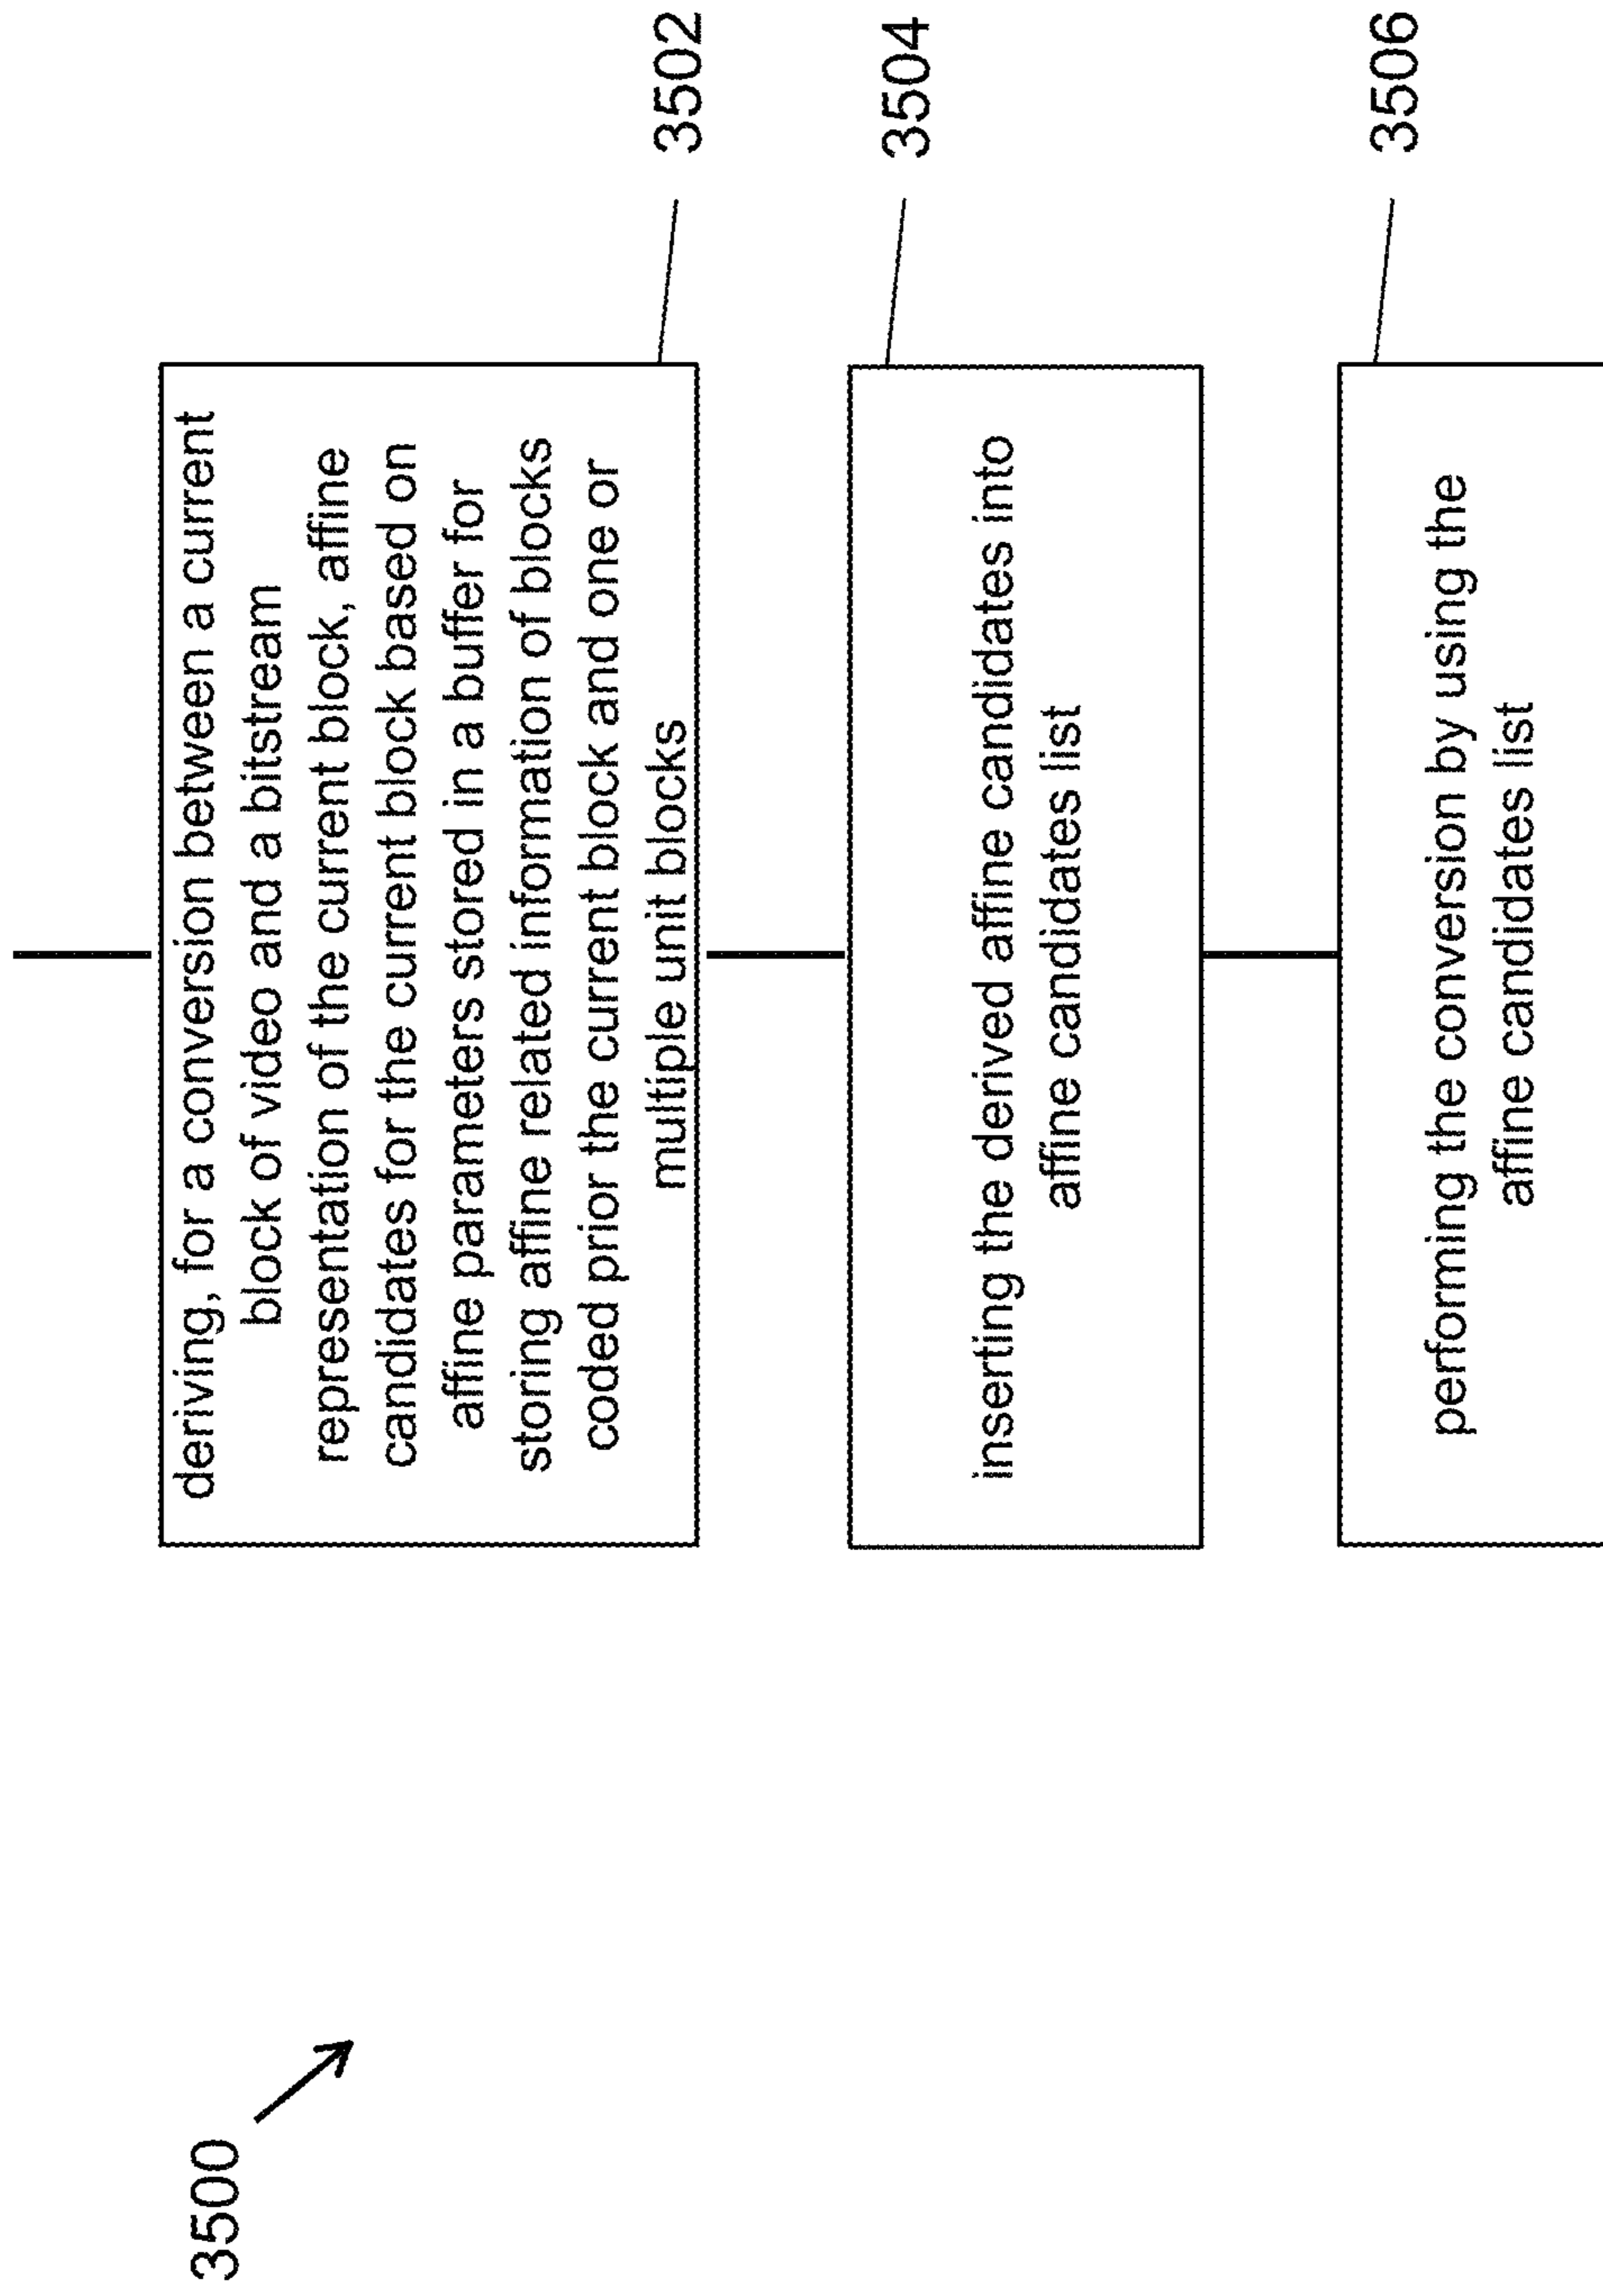 3500
deriving, for a conversion between a current
block of video and a bitstream
representation of the current block, affine
candidates for the current block based on
affine parameters stored in a buffer for
storing affine related information of blocks
coded prior the current block and one or
multiple unit blocks
3502
inserting the derived affine candidates into
affine candidates list
3504
performing the conversion by using the
affine candidates list
3506